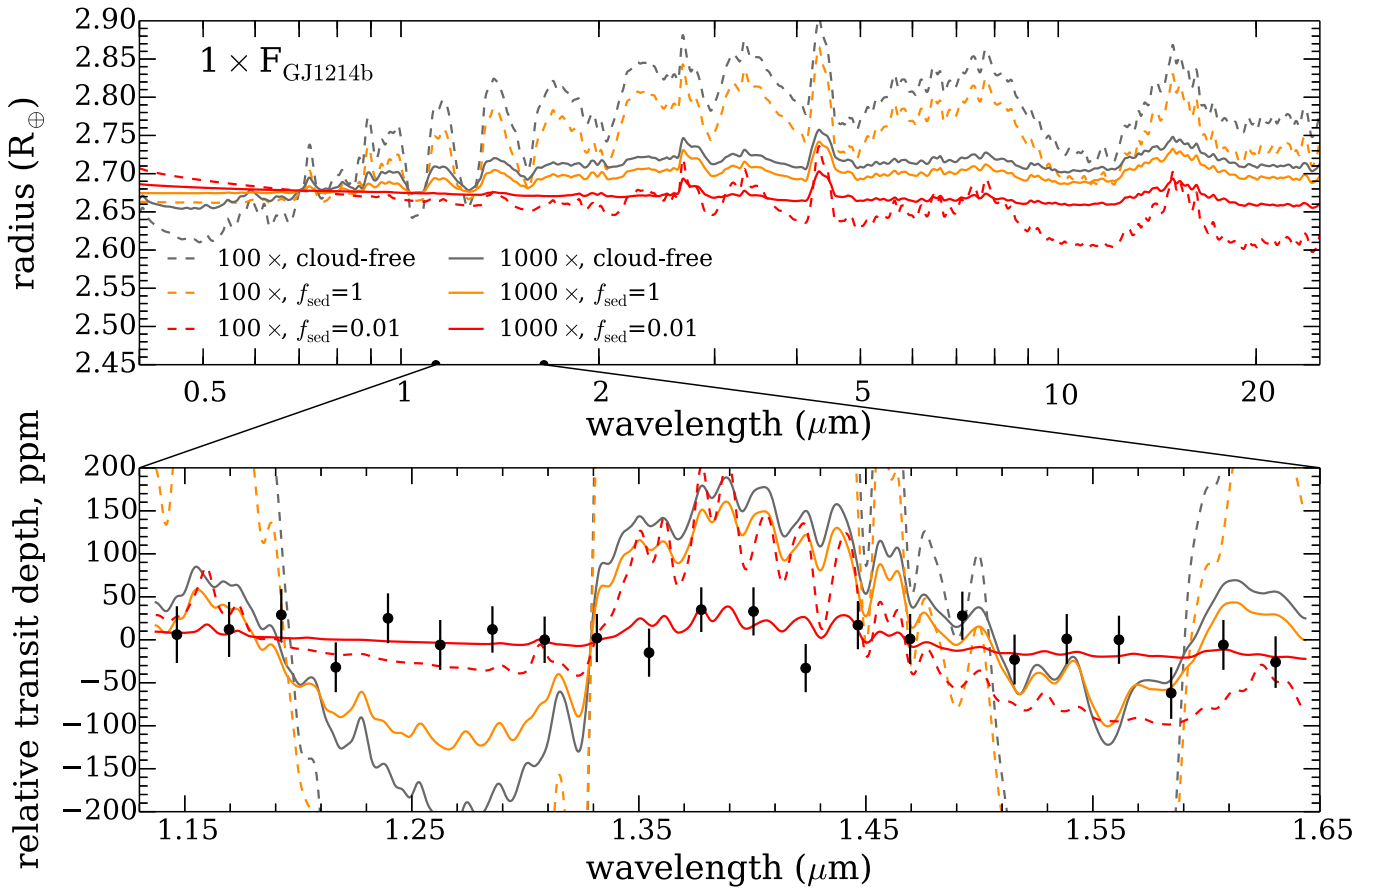 2.90
2.85
2.80
2.75
2.70
2.65
2.60
2.55
2.50
2.45
radius (R⊕)
1 × F_GJ1214b
100 ×, cloud-free
100 ×, f_sed=1
100 ×, f_sed=0.01
1000 ×, cloud-free
1000 ×, f_sed=1
1000 ×, f_sed=0.01
0.5 1 2 5 10 20
wavelength (μm)
200
150
100
50
0
−50
−100
−150
−200
relative transit depth, ppm
1.15 1.25 1.35 1.45 1.55 1.65
wavelength (μm)